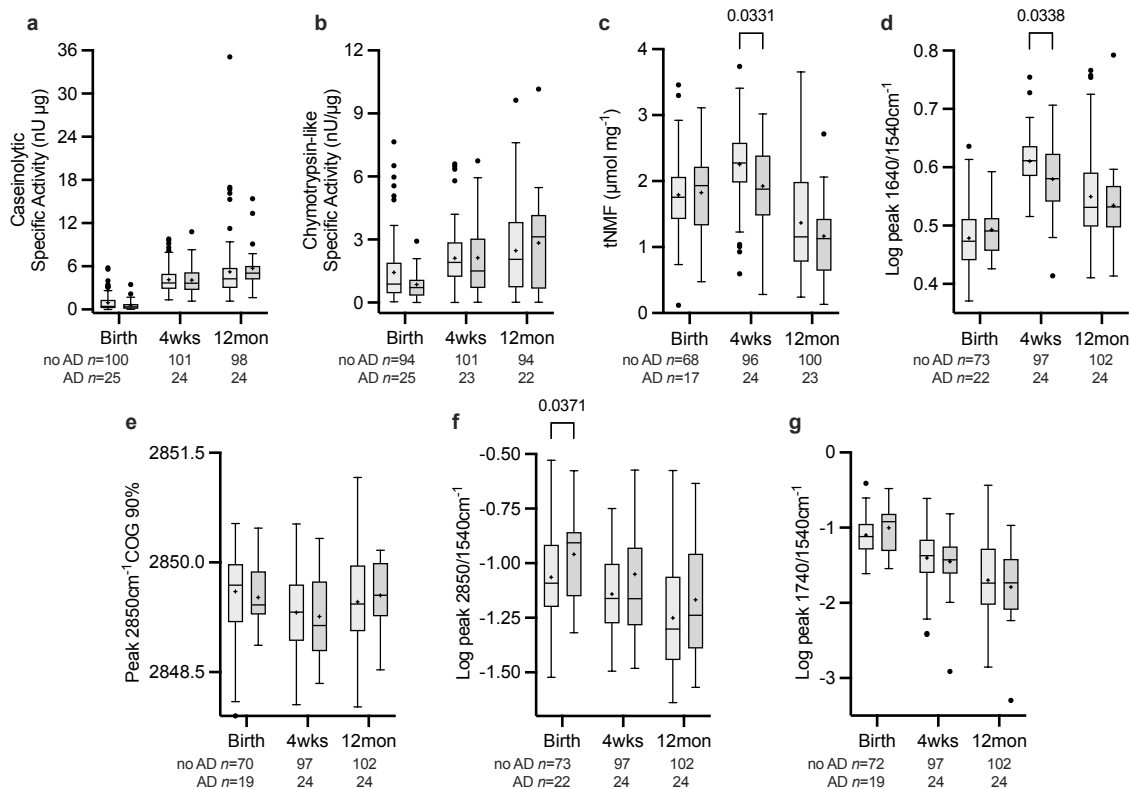 a
Caseinolytic
Specific Activity (nU µg)
36
30
24
18
12
6
0
Birth 4wks 12mon
no AD n=100 101 98
AD n=25 24 24
b
Chymotrypsin-like
Specific Activity (nU/µg)
12
9
6
3
0
Birth 4wks 12mon
no AD n=94 101 94
AD n=25 23 22
c
0.0331
tNMF (µmol mg-1)
4
3
2
1
0
Birth 4wks 12mon
no AD n=68 96 100
AD n=17 24 23
d
0.0338
Log peak 1640/1540cm-1
0.8
0.7
0.6
0.5
0.4
Birth 4wks 12mon
no AD n=73 97 102
AD n=22 24 24
e
Peak 2850cm-1COG 90%
2851.5
2850.0
2848.5
Birth 4wks 12mon
no AD n=70 97 102
AD n=19 24 24
f
0.0371
Log peak 2850/1540cm-1
-0.50
-0.75
-1.00
-1.25
-1.50
Birth 4wks 12mon
no AD n=73 97 102
AD n=22 24 24
g
Log peak 1740/1540cm-1
0
-1
-2
-3
Birth 4wks 12mon
no AD n=72 97 102
AD n=19 24 24